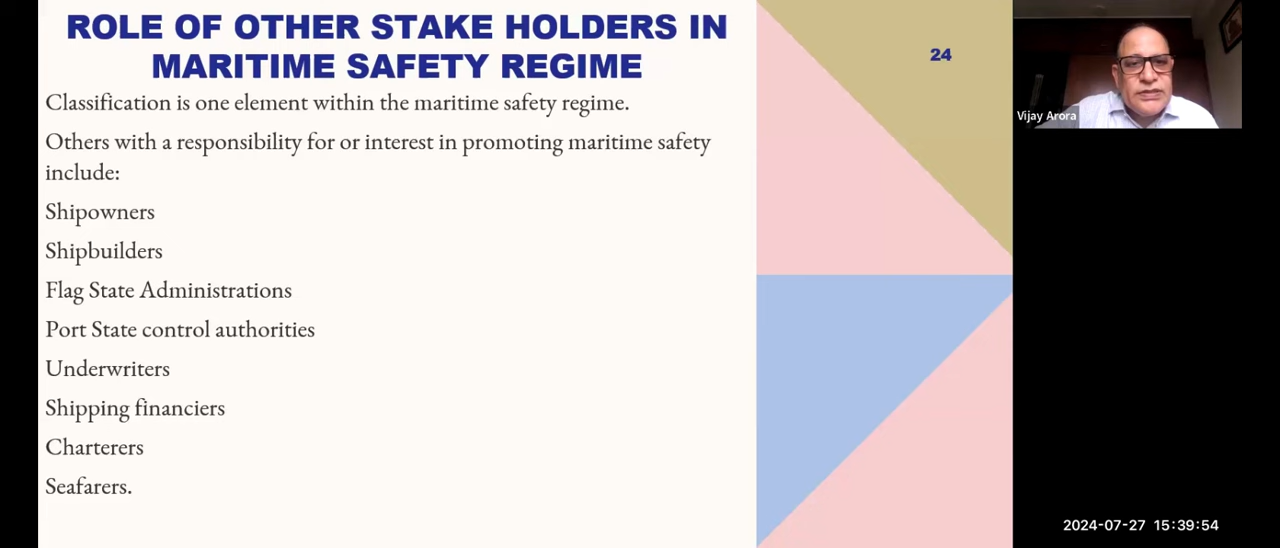 ROLE OF OTHER STAKE HOLDERS IN
MARITIME SAFETY REGIME
Classification is one element within the maritime safety regime.
Others with a responsibility for or interest in promoting maritime safety
include:
Shipowners
Shipbuilders
Flag State Administrations
Port State control authorities
Underwriters
Shipping financiers
Charterers
Seafarers.
24
Vijay Arora
2024-07-27 15:39:54